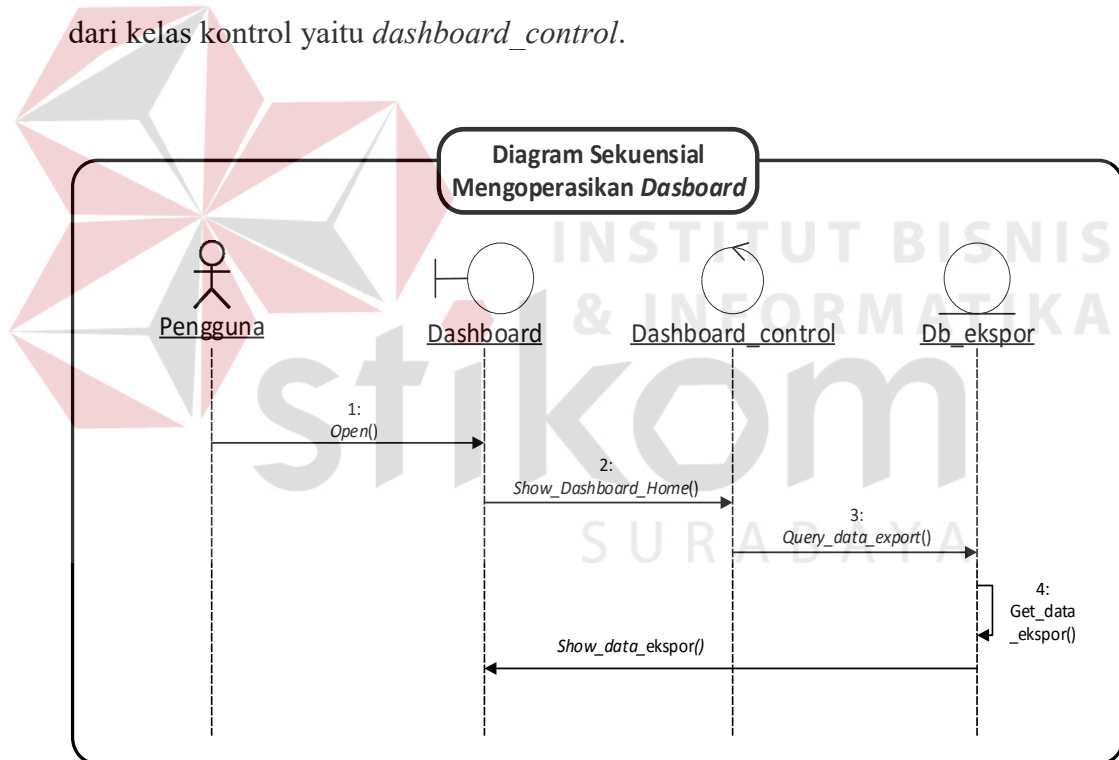 dari kelas kontrol yaitu dashboard_control.
Diagram Sekuensial
Mengoperasikan Dasboard
INSTITUT BISNIS
& INFORMATIKA
stikom
SURABAYA
Pengguna
Dashboard
Dashboard_control
Db_ekspor
1:
Open()
2:
Show_Dashboard_Home()
3:
Query_data_export()
4:
Get_data
_ekspor()
Show_data_ekspor()